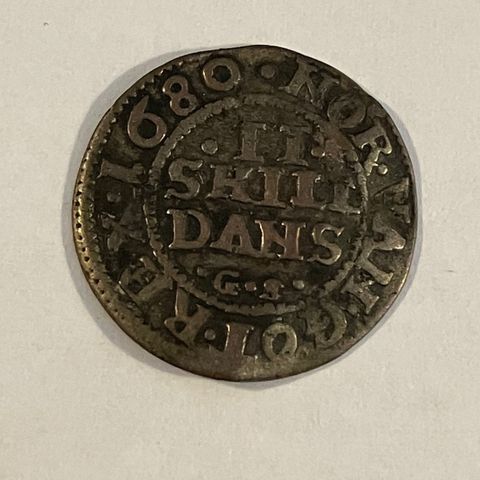 ·II·
SKILL
DANS
·G·S·
NOR·VAN·GOT·REX·1680·